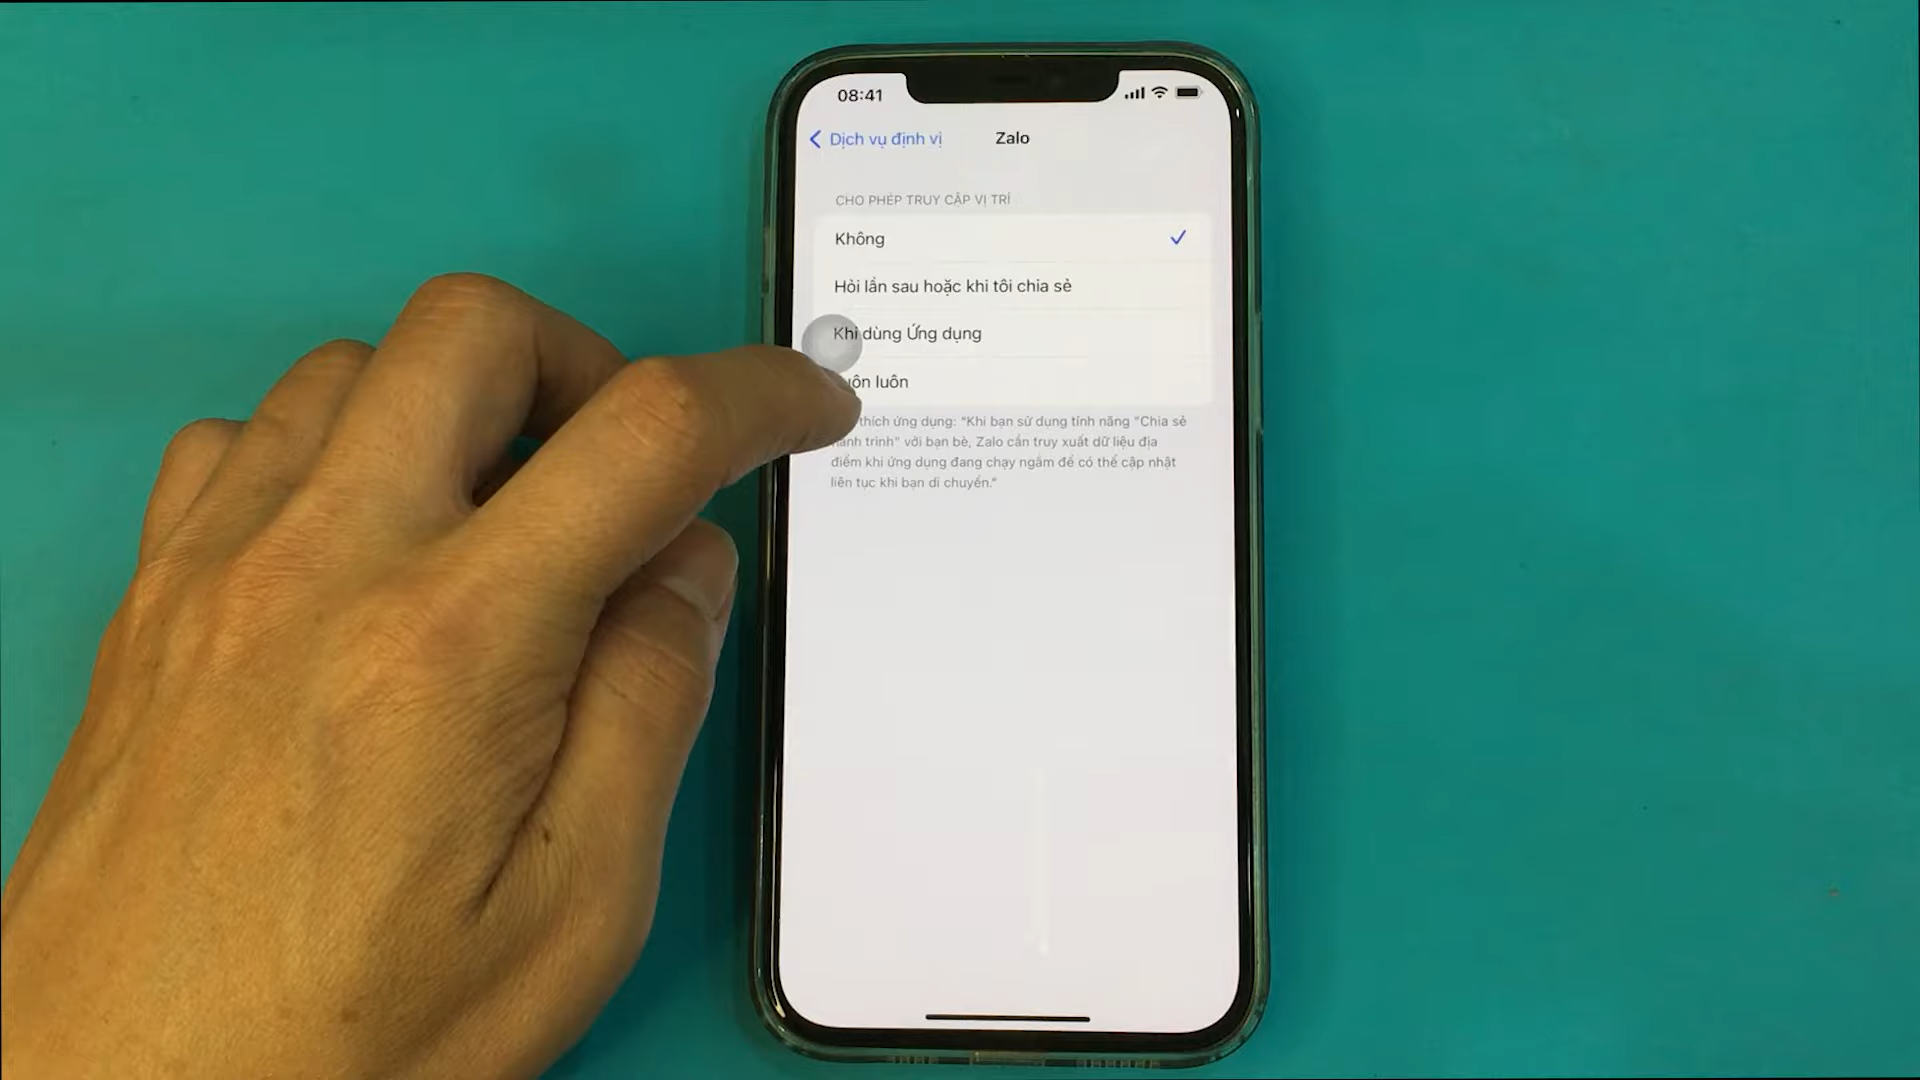 08:41
Dịch vụ định vị
Zalo
CHO PHÉP TRUY CẬP VỊ TRÍ
Không
Hỏi lần sau hoặc khi tôi chia sẻ
Khi dùng Ứng dụng
luôn
thích ứng dụng: "Khi bạn sử dụng tính năng "Chia sẻ
hành trình" với bạn bè, Zalo cần truy xuất dữ liệu địa
điểm khi ứng dụng đang chạy ngầm để có thể cập nhật
liên tục khi bạn di chuyển."